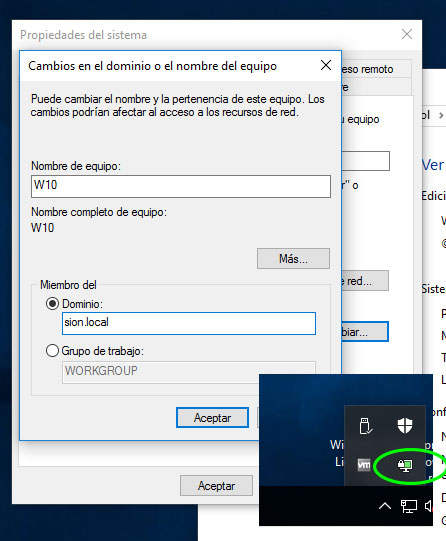 Propiedades del sistema
Cambios en el dominio o el nombre del equipo
eso remoto
Puede cambiar el nombre y la pertenencia de este equipo. Los
cambios podrían afectar al acceso a los recursos de red.
u equipo
Ver
Edici
Nombre de equipo:
W10
r" o
Nombre completo de equipo:
W10
Más...
e red...
Siste
Miembro del
Dominio:
sion.local
biar...
Grupo de trabajo:
WORKGROUP
Aceptar
Aceptar
vm